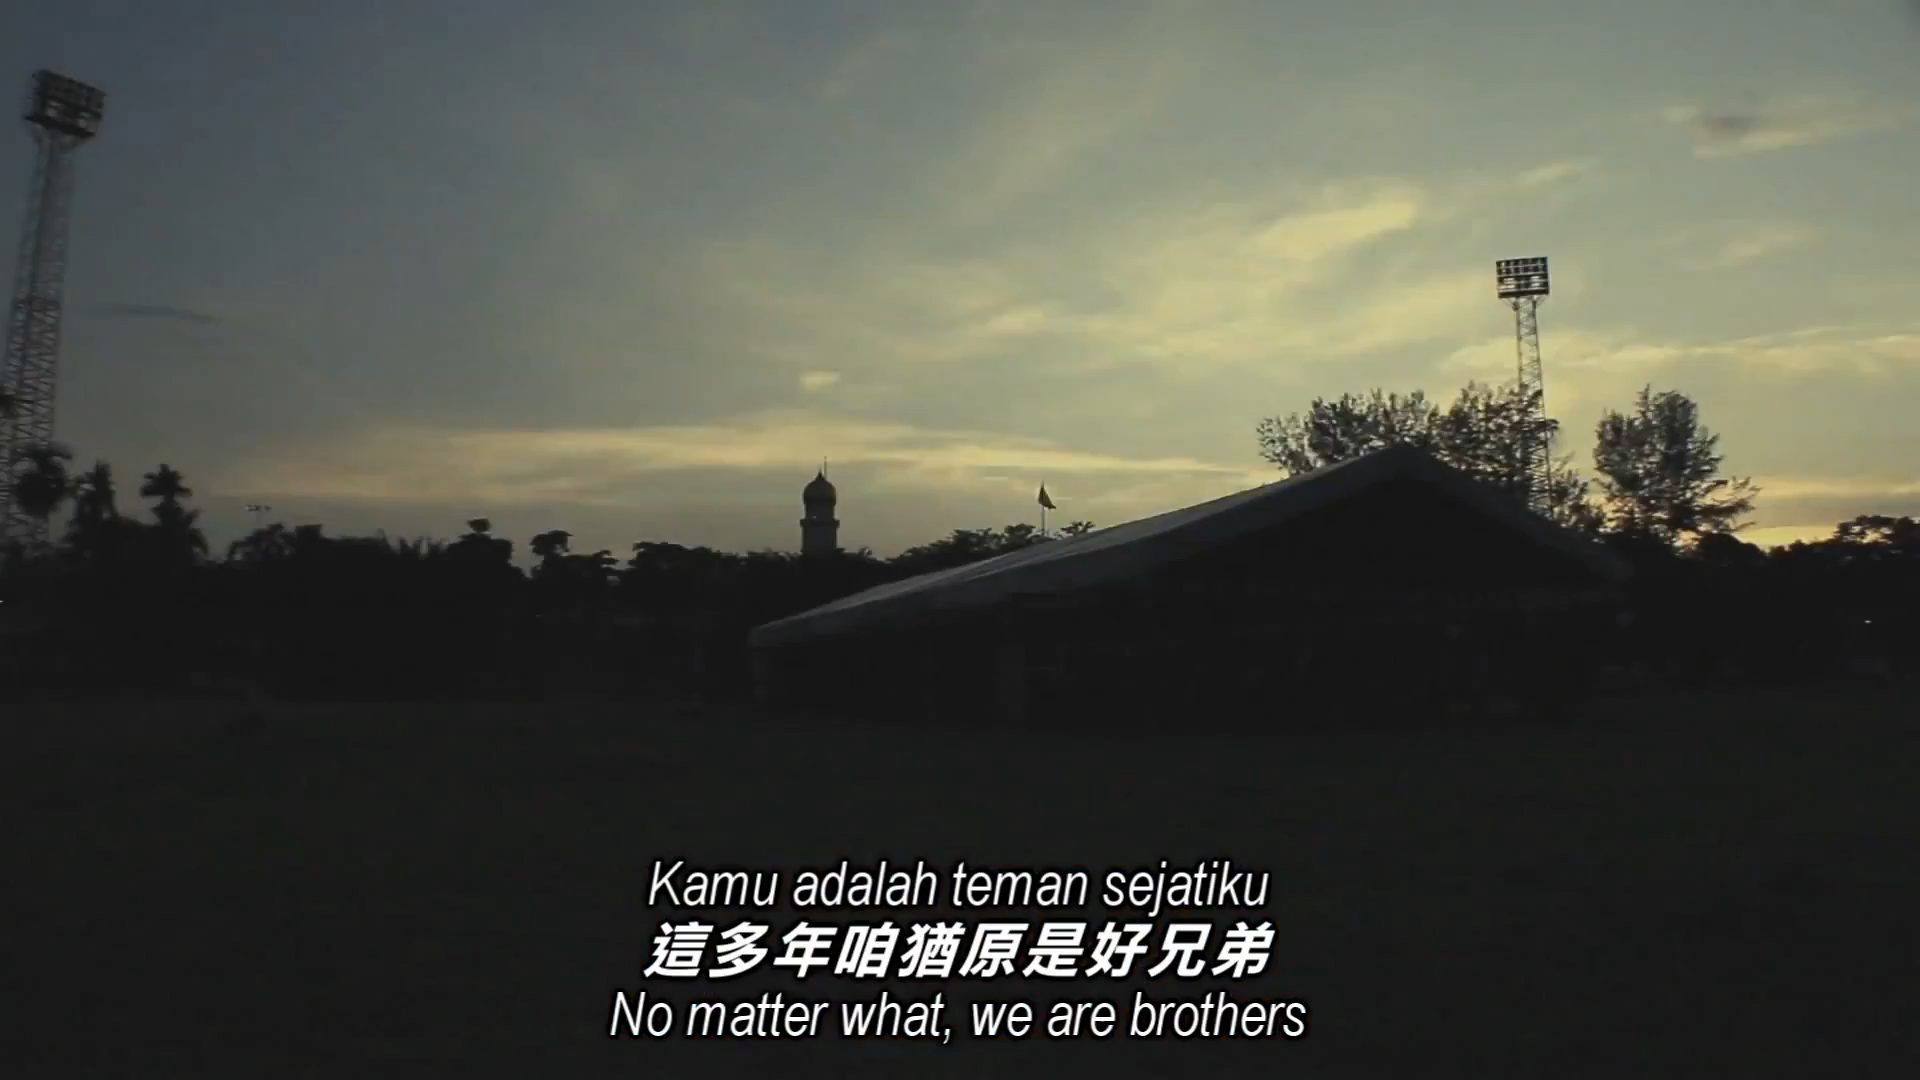 Kamu adalah teman sejatiku
這多年咱猶原是好兄弟
No matter what, we are brothers